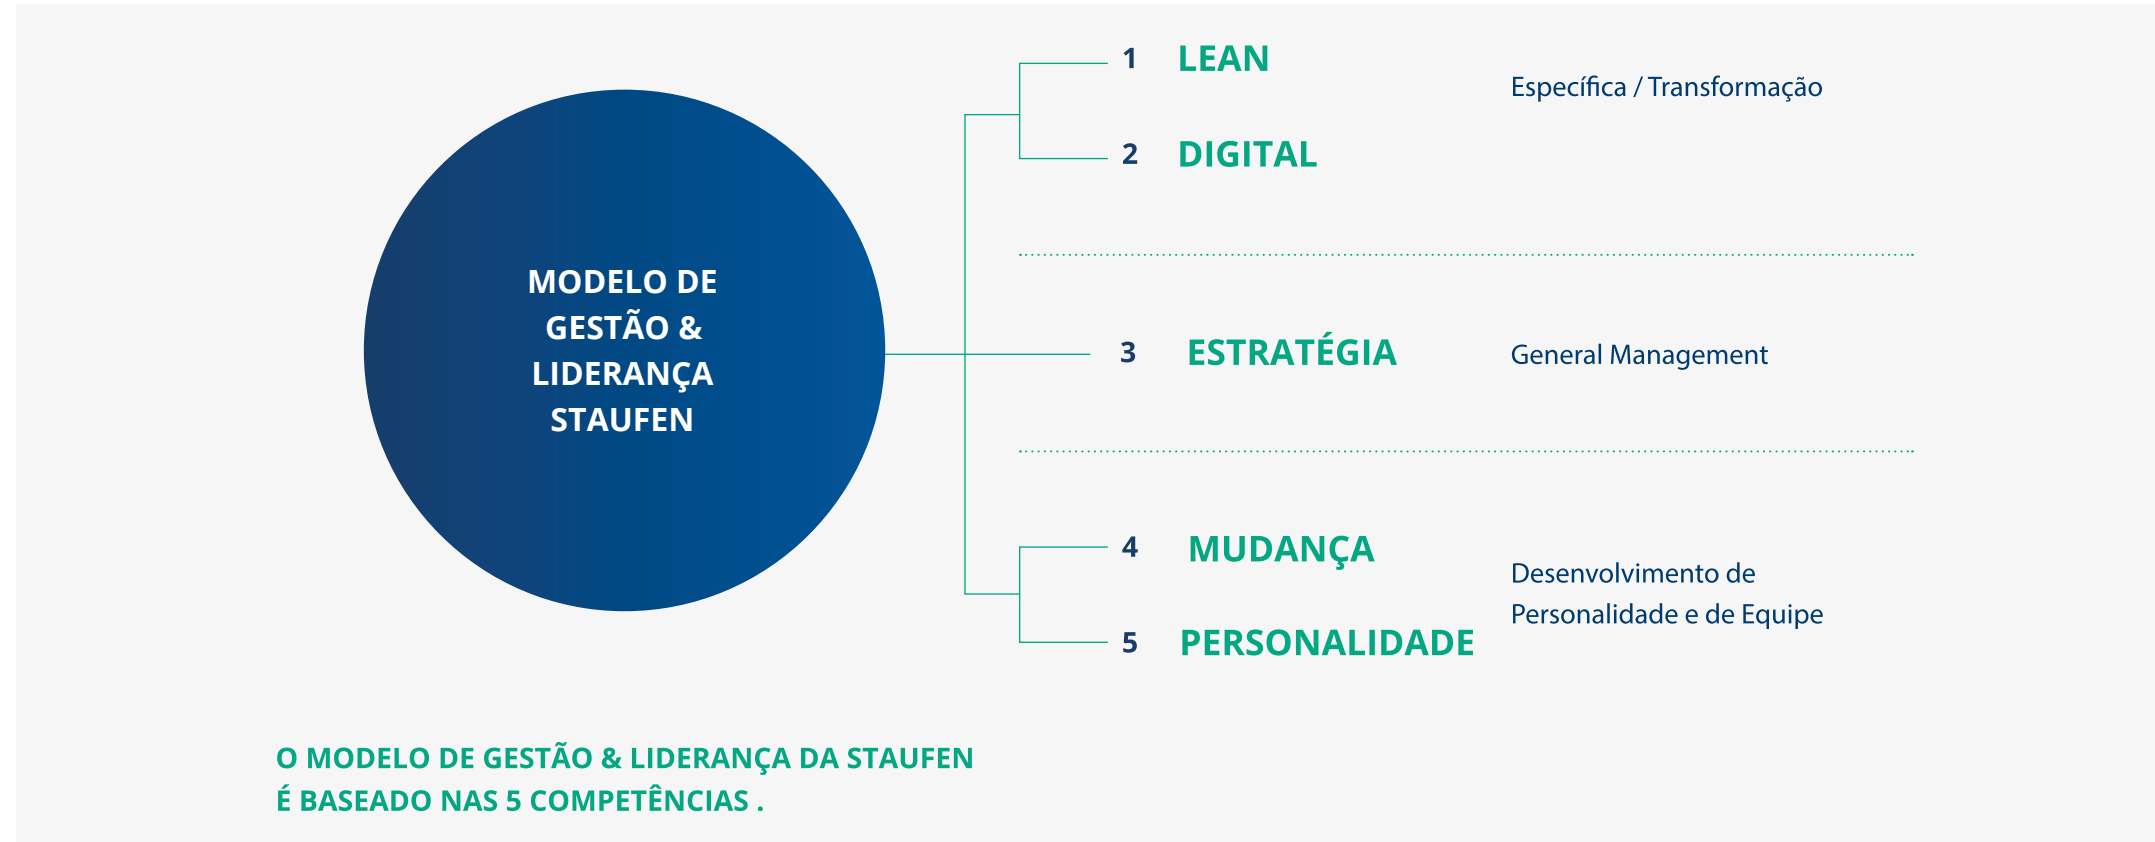 MODELO DE
GESTÃO &
LIDERANÇA
STAUFEN
1 LEAN
Específica / Transformação
2 DIGITAL
3 ESTRATÉGIA General Management
4 MUDANÇA
Desenvolvimento de
Personalidade e de Equipe
5 PERSONALIDADE
O MODELO DE GESTÃO & LIDERANÇA DA STAUFEN
É BASEADO NAS 5 COMPETÊNCIAS .